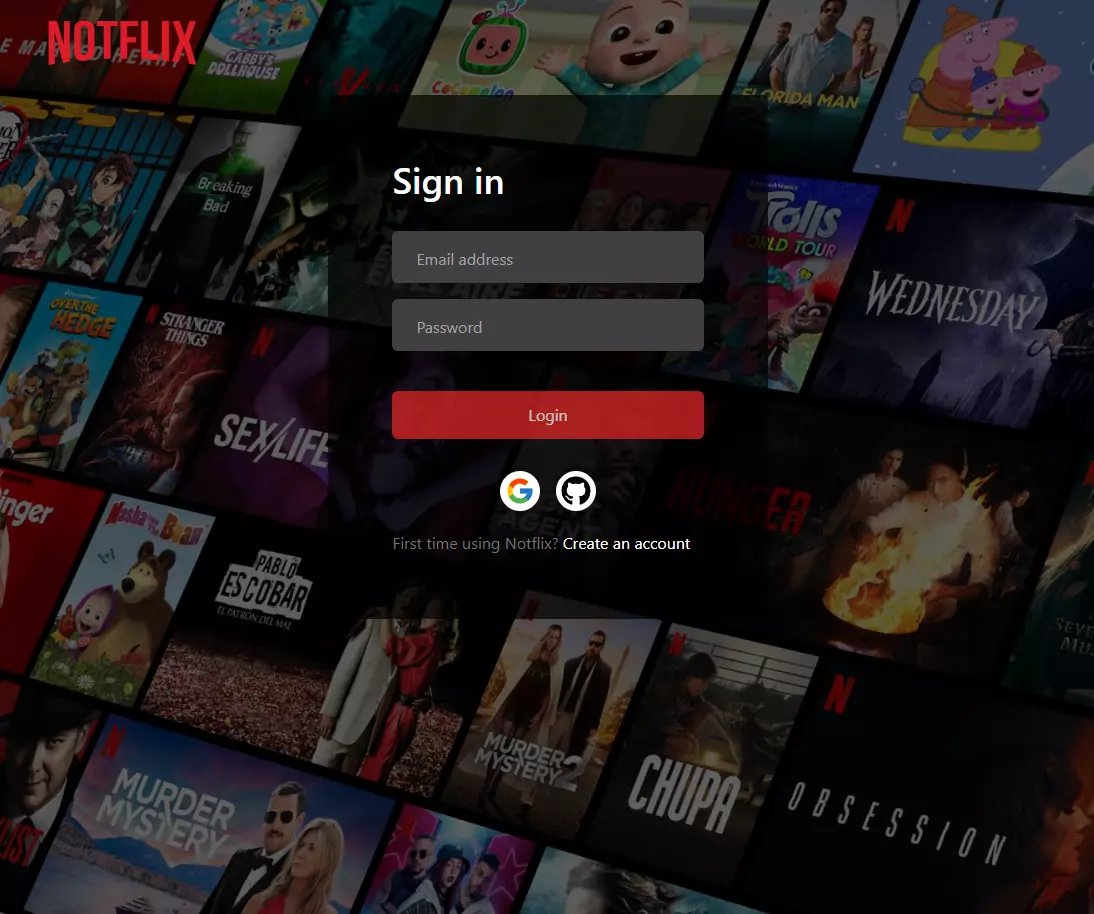 NOTFLIX
GABBY'S
DOLLHOUSE
CoComelon
FLORIDA MAN
Breaking
Bad
Sign in
TROLLS
WORLD TOUR
Email address
WEDNESDAY
OVER THE
HEDGE
STRANGER
THINGS
Password
SEX/LIFE
Login
HUNGER
Masha and the Bear
First time using Notflix? Create an account
PABLO
ESCOBAR
EL PATRÓN DEL MAL
MURDER
MYSTERY 2
CHUPA
MURDER
MYSTERY
OBSESSION